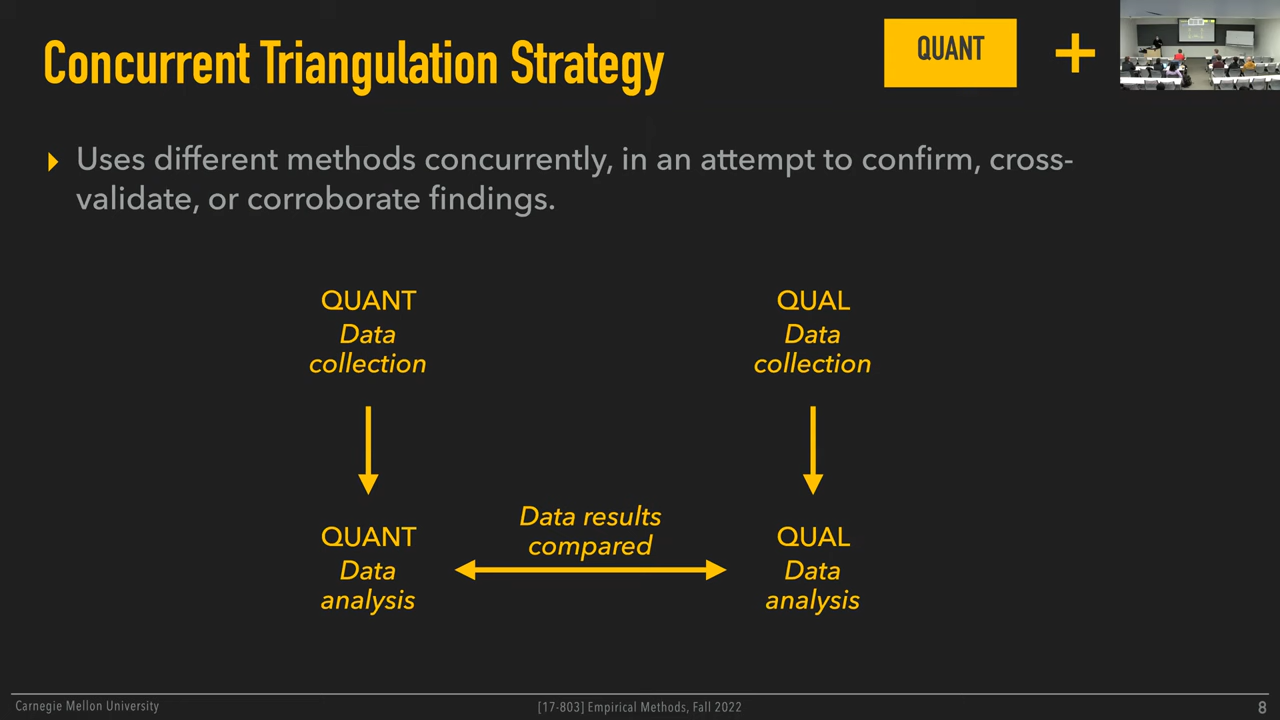 Concurrent Triangulation Strategy
QUANT
+
Uses different methods concurrently, in an attempt to confirm, cross-
validate, or corroborate findings.
QUANT
Data
collection
QUAL
Data
collection
Data results
compared
QUANT
Data
analysis
QUAL
Data
analysis
Carnegie Mellon University
[17-803] Empirical Methods, Fall 2022
8